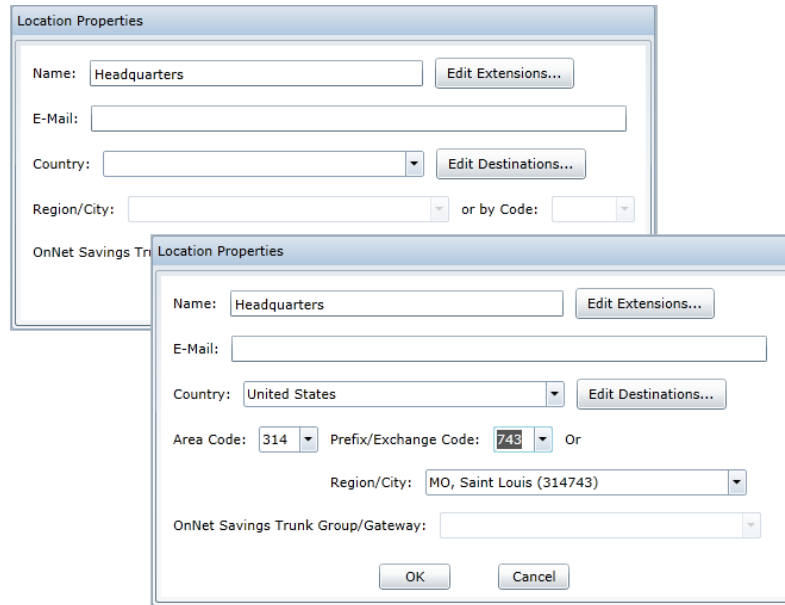 Location Properties
Name: Headquarters Edit Extensions...
E-Mail:
Country: Edit Destinations...
Region/City: or by Code:
OnNet Savings
Location Properties
Name: Headquarters Edit Extensions...
E-Mail:
Country: United States Edit Destinations...
Area Code: 314 Prefix/Exchange Code: 743 Or
Region/City: MO, Saint Louis (314743)
OnNet Savings Trunk Group/Gateway:
OK Cancel